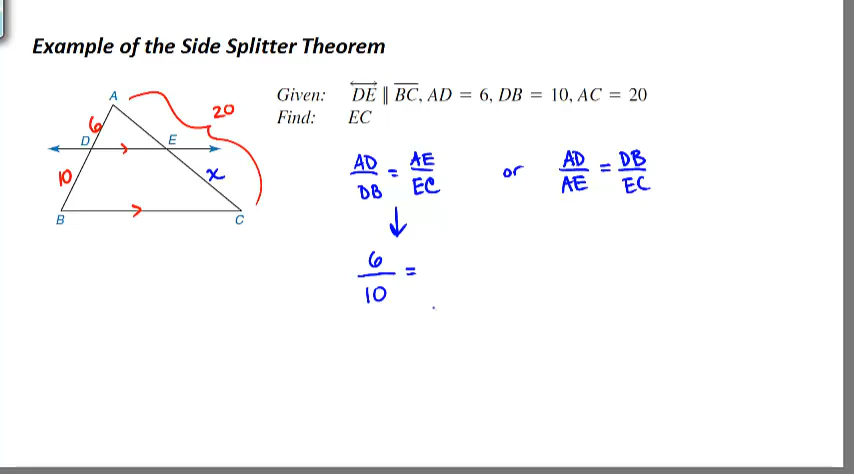 Example of the Side Splitter Theorem
Given: DE ∥ BC, AD = 6, DB = 10, AC = 20
Find: EC
A
20
6
D
E
10
x
B
C
AD/DB = AE/EC or AD/AE = DB/EC
↓
6/10 =